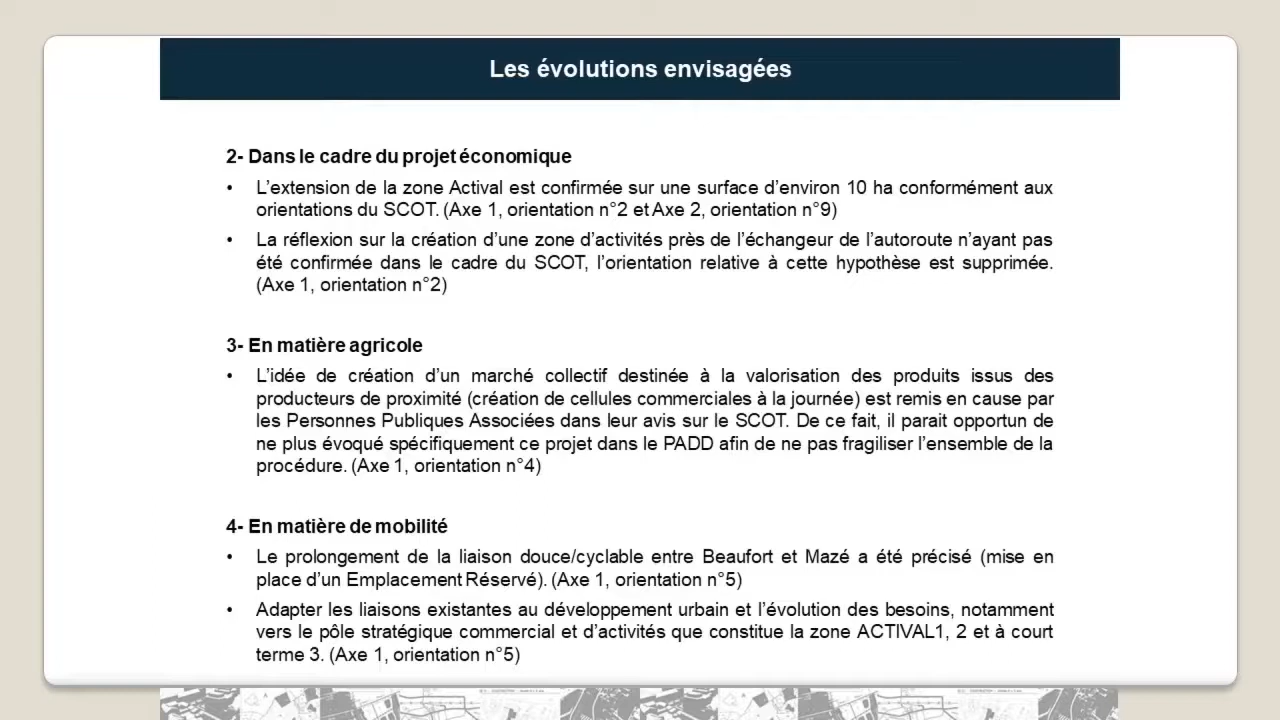 Les évolutions envisagées
2- Dans le cadre du projet économique
• L’extension de la zone Actival est confirmée sur une surface d’environ 10 ha conformément aux
orientations du SCOT. (Axe 1, orientation n°2 et Axe 2, orientation n°9)
• La réflexion sur la création d’une zone d’activités près de l’échangeur de l’autoroute n’ayant pas
été confirmée dans le cadre du SCOT, l’orientation relative à cette hypothèse est supprimée.
(Axe 1, orientation n°2)
3- En matière agricole
• L’idée de création d’un marché collectif destinée à la valorisation des produits issus des
producteurs de proximité (création de cellules commerciales à la journée) est remis en cause par
les Personnes Publiques Associées dans leur avis sur le SCOT. De ce fait, il parait opportun de
ne plus évoqué spécifiquement ce projet dans le PADD afin de ne pas fragiliser l’ensemble de la
procédure. (Axe 1, orientation n°4)
4- En matière de mobilité
• Le prolongement de la liaison douce/cyclable entre Beaufort et Mazé a été précisé (mise en
place d’un Emplacement Réservé). (Axe 1, orientation n°5)
• Adapter les liaisons existantes au développement urbain et l’évolution des besoins, notamment
vers le pôle stratégique commercial et d’activités que constitue la zone ACTIVAL1, 2 et à court
terme 3. (Axe 1, orientation n°5)